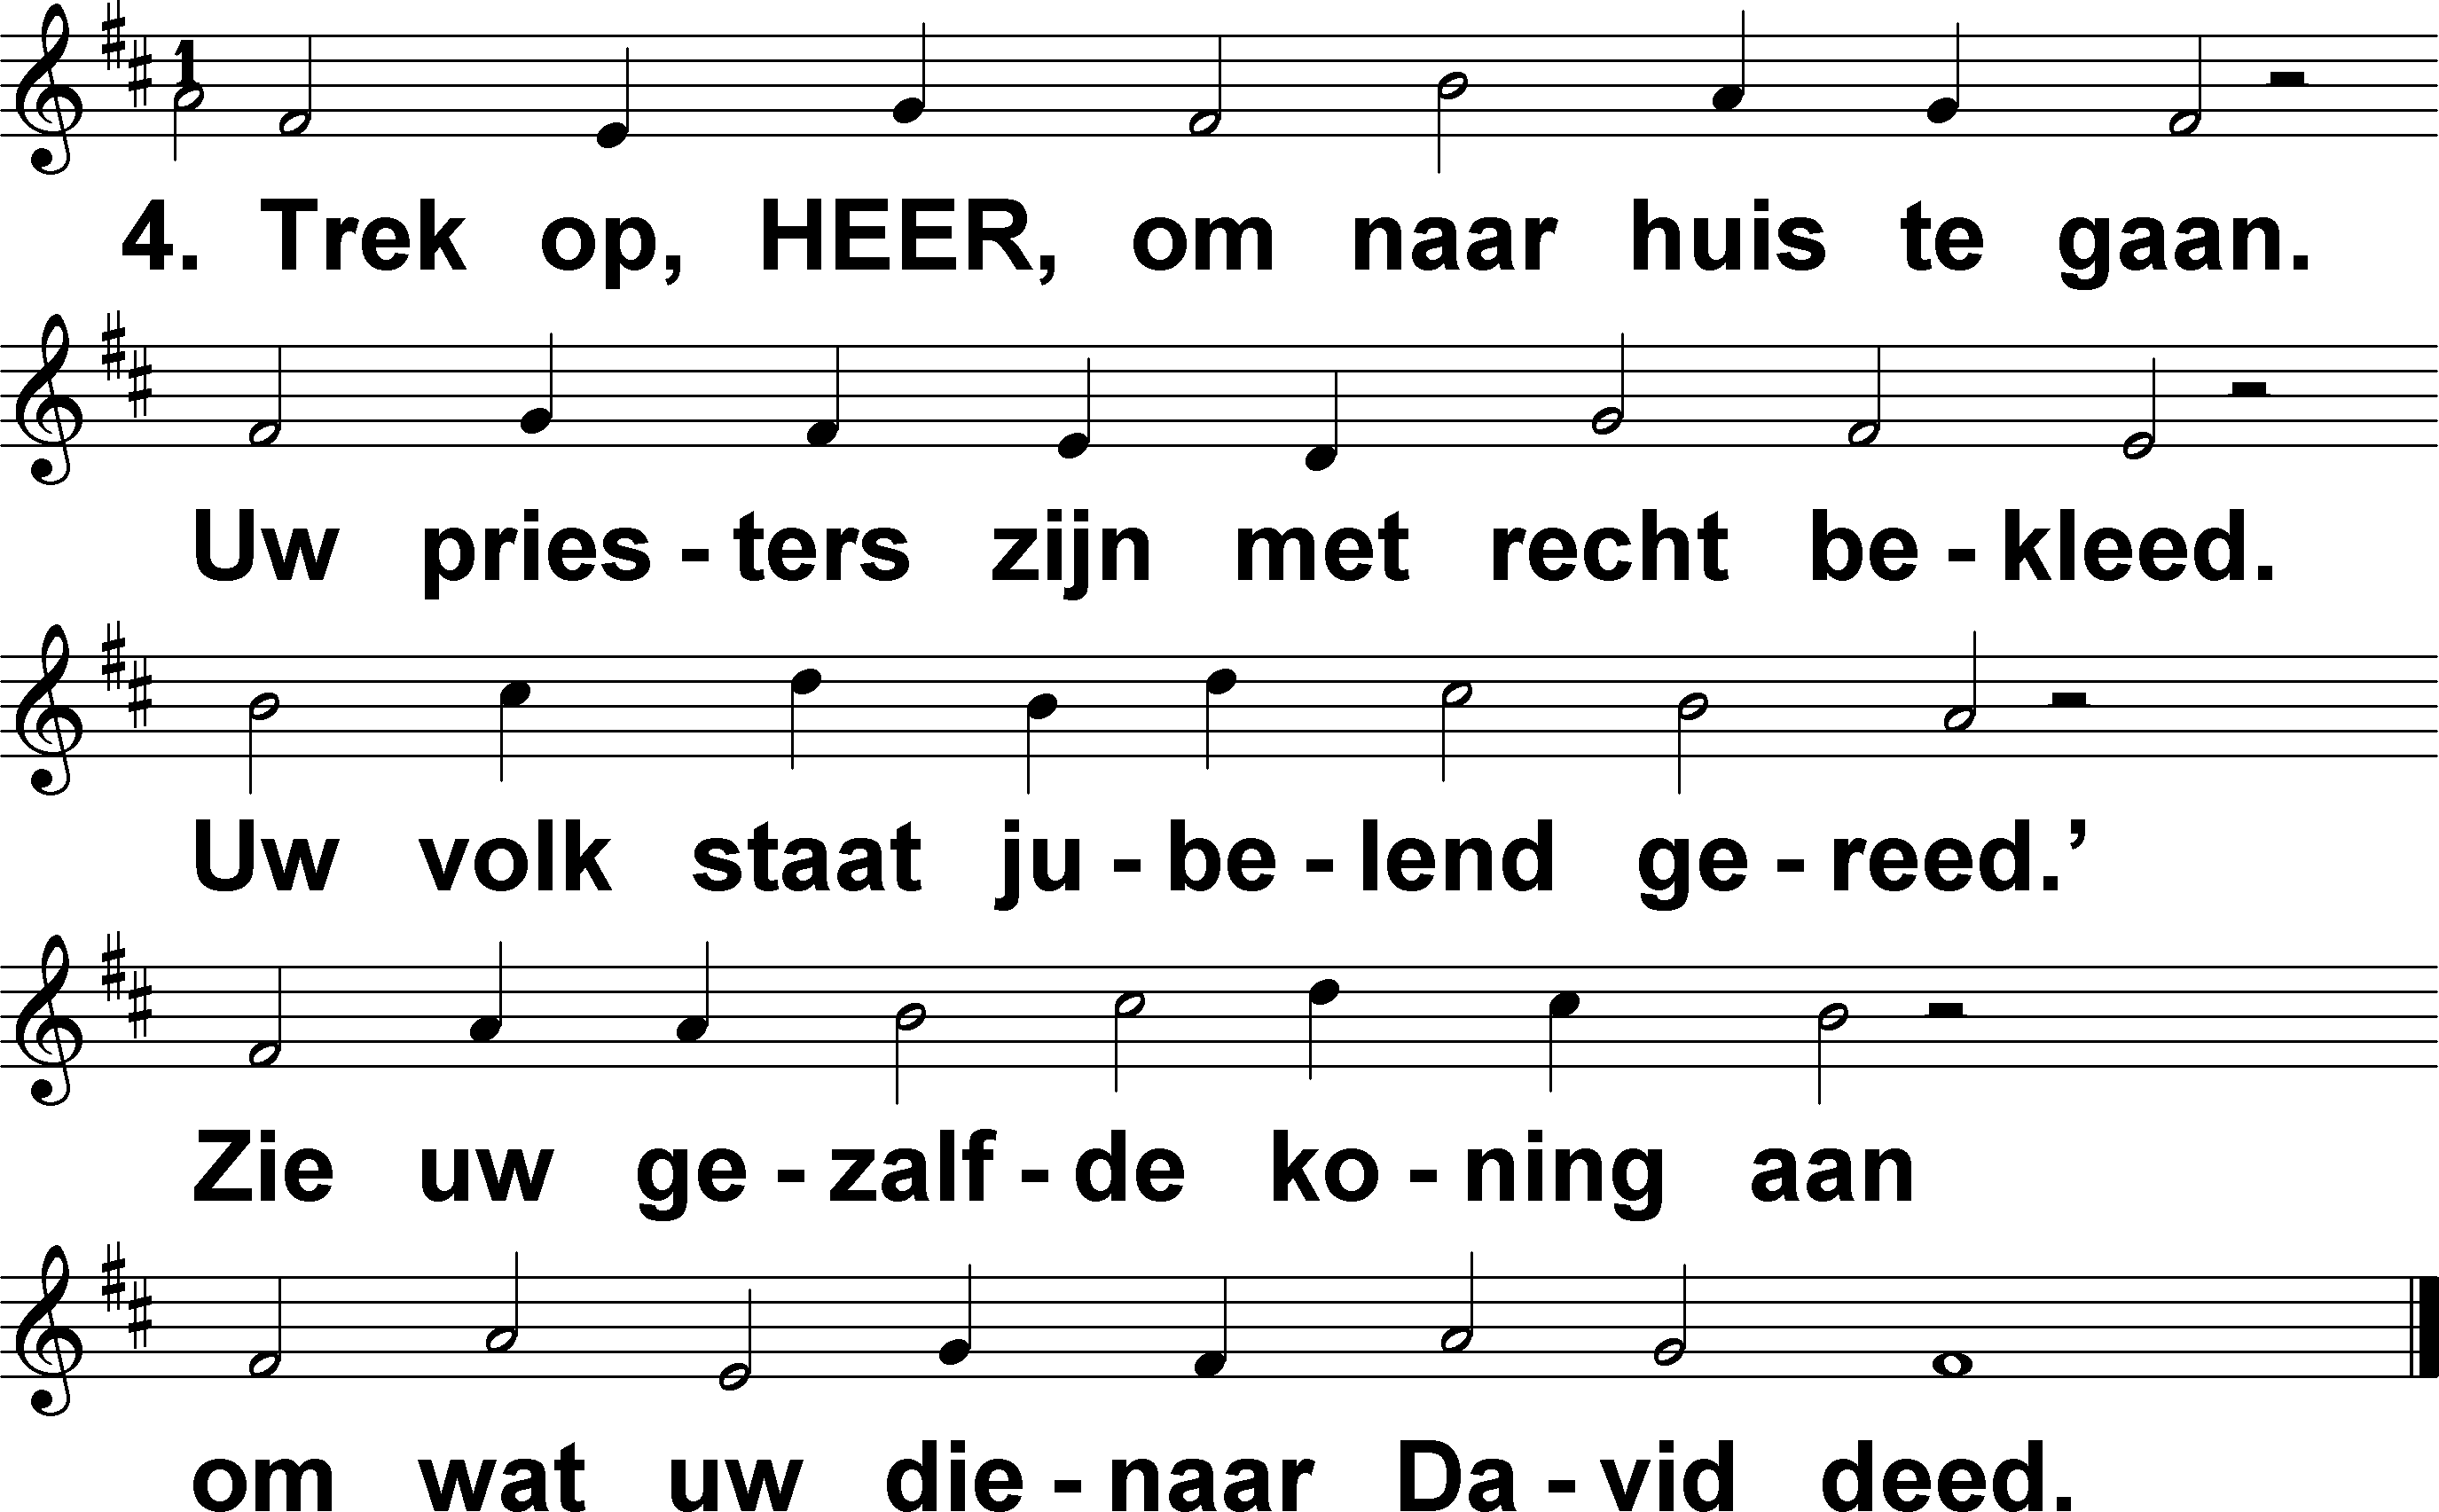 1
4. Trek op, HEER, om naar huis te gaan.
Uw pries - ters zijn met recht be - kleed.
Uw volk staat ju - be - lend ge - reed.’
Zie uw ge - zalf - de ko - ning aan
om wat uw die - naar Da - vid deed.